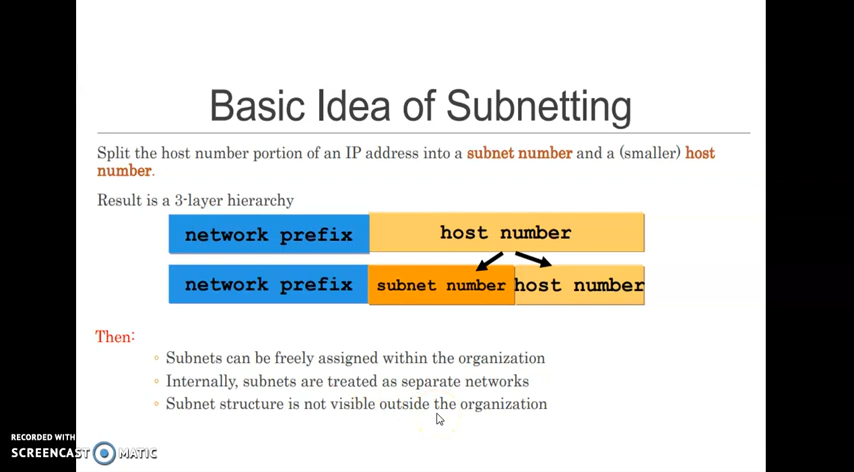 Basic Idea of Subnetting
Split the host number portion of an IP address into a subnet number and a (smaller) host
number.
Result is a 3-layer hierarchy
network prefix host number
network prefix subnet number host number
Then:
◦ Subnets can be freely assigned within the organization
◦ Internally, subnets are treated as separate networks
◦ Subnet structure is not visible outside the organization
RECORDED WITH
SCREENCAST MATIC